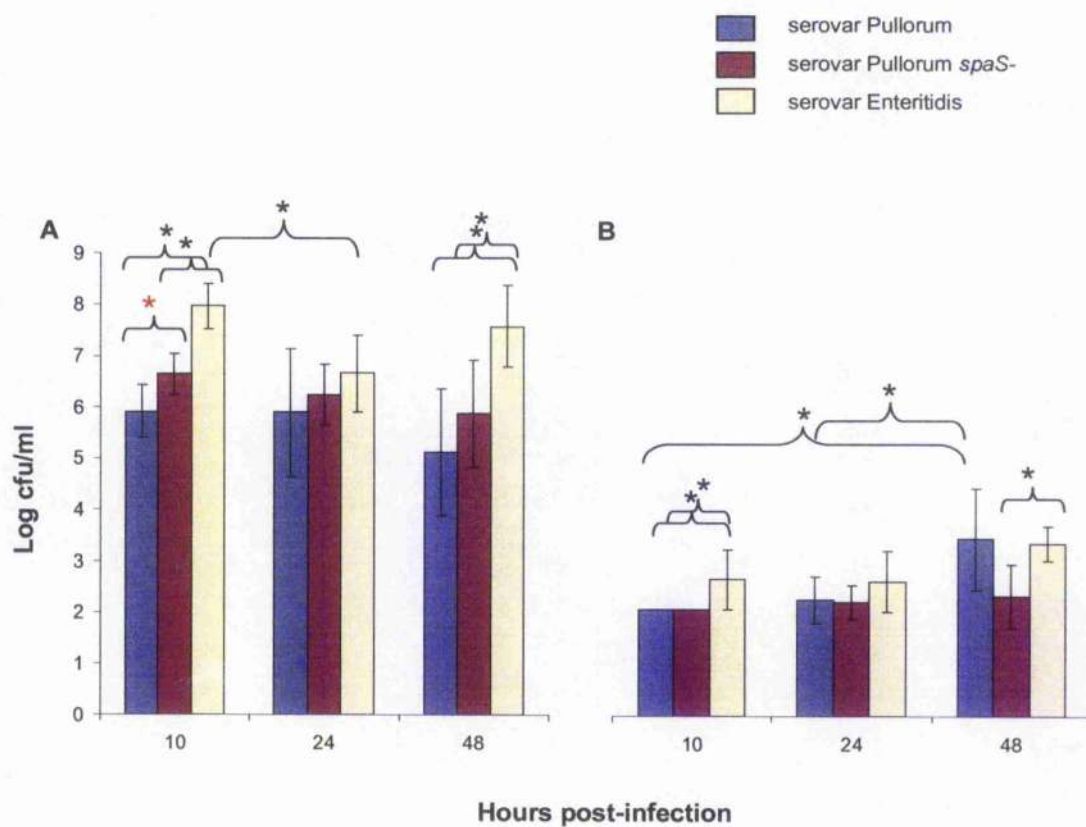 serovar Pullorum
serovar Pullorum spaS-
serovar Enteritidis
A
B
* * * * * *
*
* *
* * *
*
Log cfu/ml
9
8
7
6
5
4
3
2
1
0
10 24 48
10 24 48
Hours post-infection